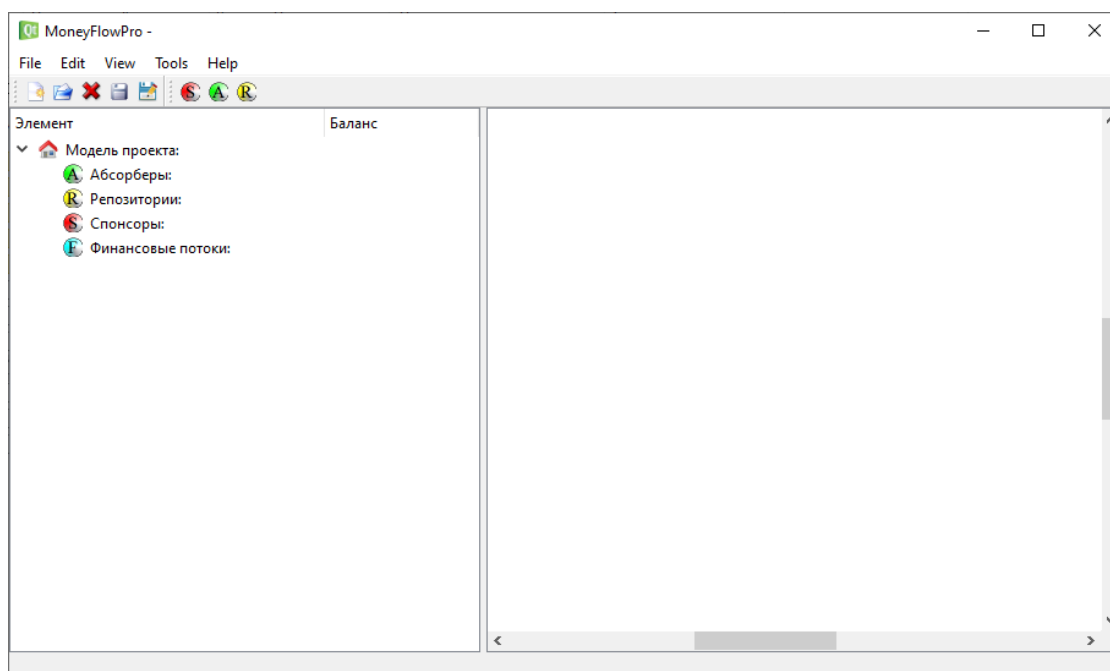 MoneyFlowPro -
File Edit View Tools Help
S A R
Элемент Баланс
Модель проекта:
A Абсорберы:
R Репозитории:
S Спонсоры:
F Финансовые потоки: